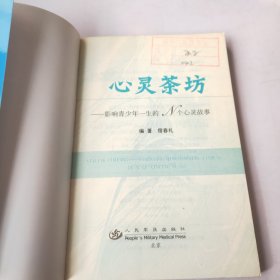 心灵茶坊
——影响青少年一生的N个心灵故事
编 著 宿春礼
人民军医出版社
People's Military Medical Press
北京